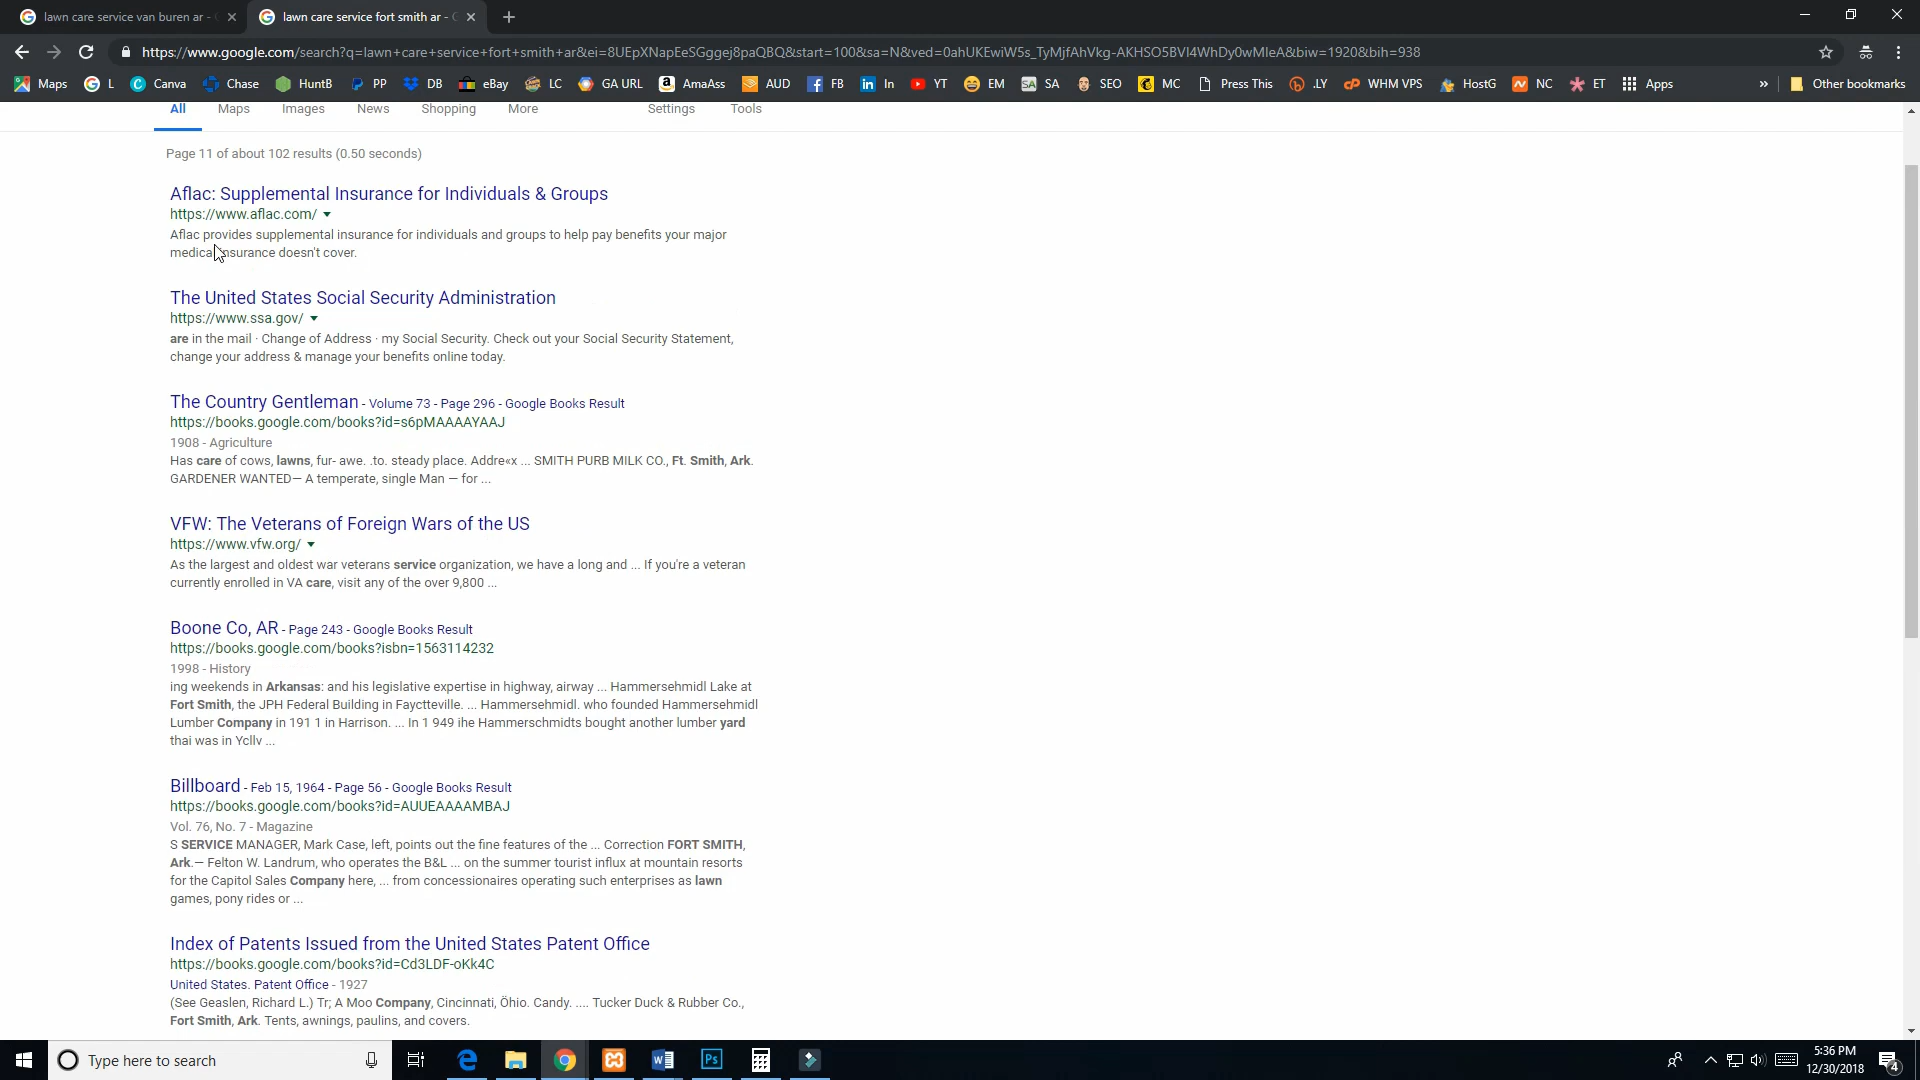 lawn care service van buren ar -
lawn care service fort smith ar -
https://www.google.com/search?q=lawn+care+service+fort+smith+ar&ei=8UEpXNapEeSGggej8paQBQ&start=100&sa=N&ved=0ahUKEwiW5s_TyMjfAhVkg-AKHSO5BVI4WhDy0wMIeA&biw=1920&bih=938
Maps L Canva Chase HuntB PP DB eBay LC GA URL AmaAss AUD FB In YT EM SA SEO MC Press This .LY WHM VPS HostG NC ET Apps » Other bookmarks
All Maps Images News Shopping More Settings Tools
Page 11 of about 102 results (0.50 seconds)
Aflac: Supplemental Insurance for Individuals & Groups
https://www.aflac.com/
Aflac provides supplemental insurance for individuals and groups to help pay benefits your major
medical insurance doesn't cover.
The United States Social Security Administration
https://www.ssa.gov/
are in the mail · Change of Address · my Social Security. Check out your Social Security Statement,
change your address & manage your benefits online today.
The Country Gentleman - Volume 73 - Page 296 - Google Books Result
https://books.google.com/books?id=s6pMAAAAYAAJ
1908 - Agriculture
Has care of cows, lawns, fur- awe. .to. steady place. Addre«x ... SMITH PURB MILK CO., Ft. Smith, Ark.
GARDENER WANTED— A temperate, single Man — for ...
VFW: The Veterans of Foreign Wars of the US
https://www.vfw.org/
As the largest and oldest war veterans service organization, we have a long and ... If you're a veteran
currently enrolled in VA care, visit any of the over 9,800 ...
Boone Co, AR - Page 243 - Google Books Result
https://books.google.com/books?isbn=1563114232
1998 - History
ing weekends in Arkansas: and his legislative expertise in highway, airway ... Hammersehmidl Lake at
Fort Smith, the JPH Federal Building in Fayctteville. ... Hammersehmidl. who founded Hammersehmidl
Lumber Company in 191 1 in Harrison. ... In 1 949 ihe Hammerschmidts bought another lumber yard
thai was in Ycllv ...
Billboard - Feb 15, 1964 - Page 56 - Google Books Result
https://books.google.com/books?id=AUUEAAAAMBAJ
Vol. 76, No. 7 - Magazine
S SERVICE MANAGER, Mark Case, left, points out the fine features of the ... Correction FORT SMITH,
Ark.— Felton W. Landrum, who operates the B&L ... on the summer tourist influx at mountain resorts
for the Capitol Sales Company here, ... from concessionaires operating such enterprises as lawn
games, pony rides or ...
Index of Patents Issued from the United States Patent Office
https://books.google.com/books?id=Cd3LDF-oKk4C
United States. Patent Office - 1927
(See Geaslen, Richard L.) Tr; A Moo Company, Cincinnati, Öhio. Candy. .... Tucker Duck & Rubber Co.,
Fort Smith, Ark. Tents, awnings, paulins, and covers.
Type here to search
Ps
5:36 PM
12/30/2018
4